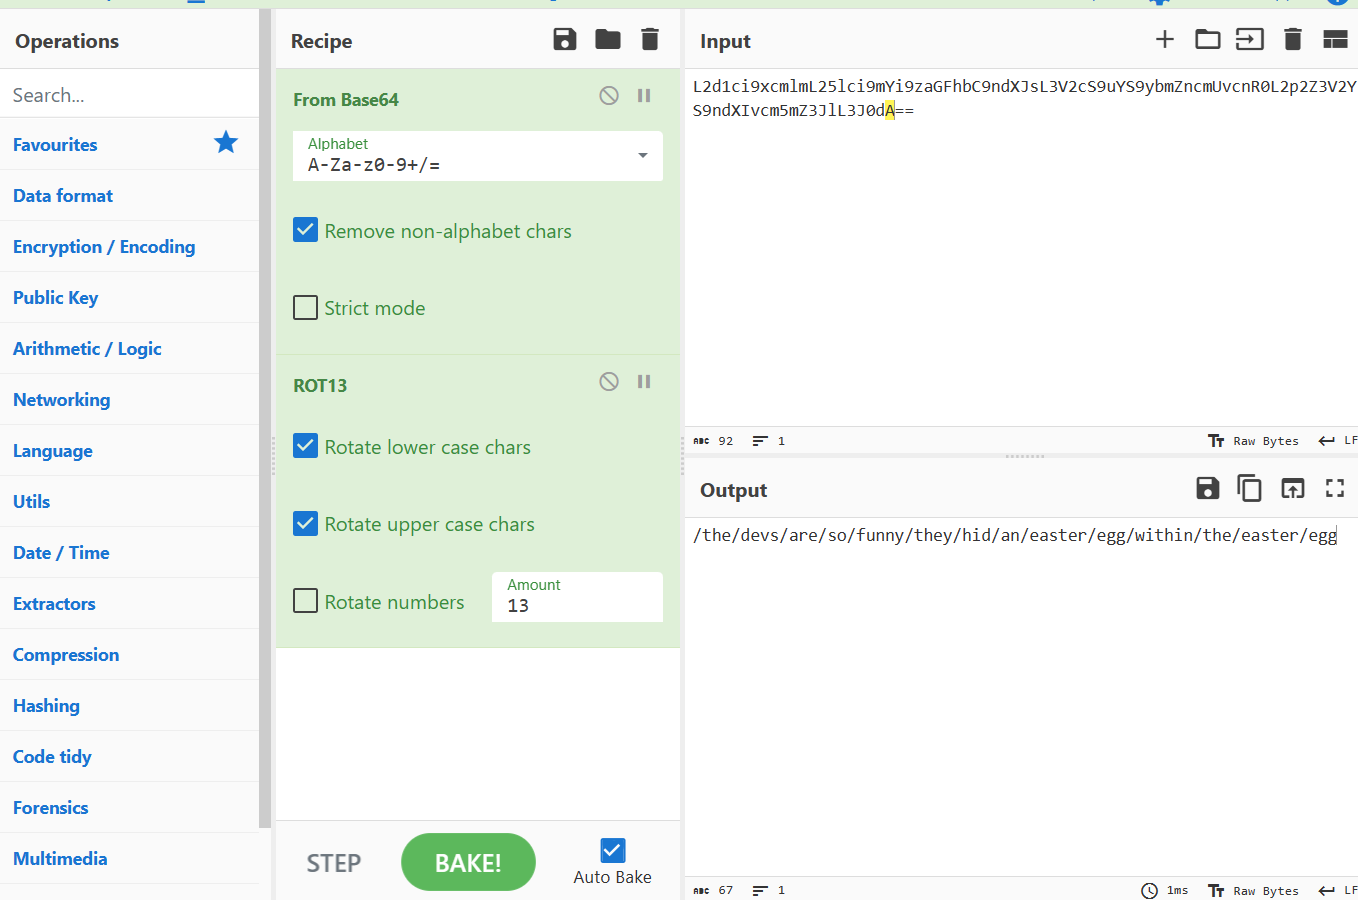 Operations
Search...
Favourites
Data format
Encryption / Encoding
Public Key
Arithmetic / Logic
Networking
Language
Utils
Date / Time
Extractors
Compression
Hashing
Code tidy
Forensics
Multimedia
Recipe
From Base64
Alphabet
A-Za-z0-9+/=
Remove non-alphabet chars
Strict mode
ROT13
Rotate lower case chars
Rotate upper case chars
Rotate numbers
Amount
13
STEP
BAKE!
Auto Bake
Input
L2d1ci9xcmlmL25lci9mYi9zaGFhbC9ndXJsL3V2cS9uYS9ybmZncmUvcnR0L2p2Z3V2Y
S9ndXIvcm5mZ3JlL3J0dA==
ABC 92 1 Raw Bytes LF
Output
/the/devs/are/so/funny/they/hid/an/easter/egg/within/the/easter/egg
ABC 67 1 1ms Raw Bytes LF